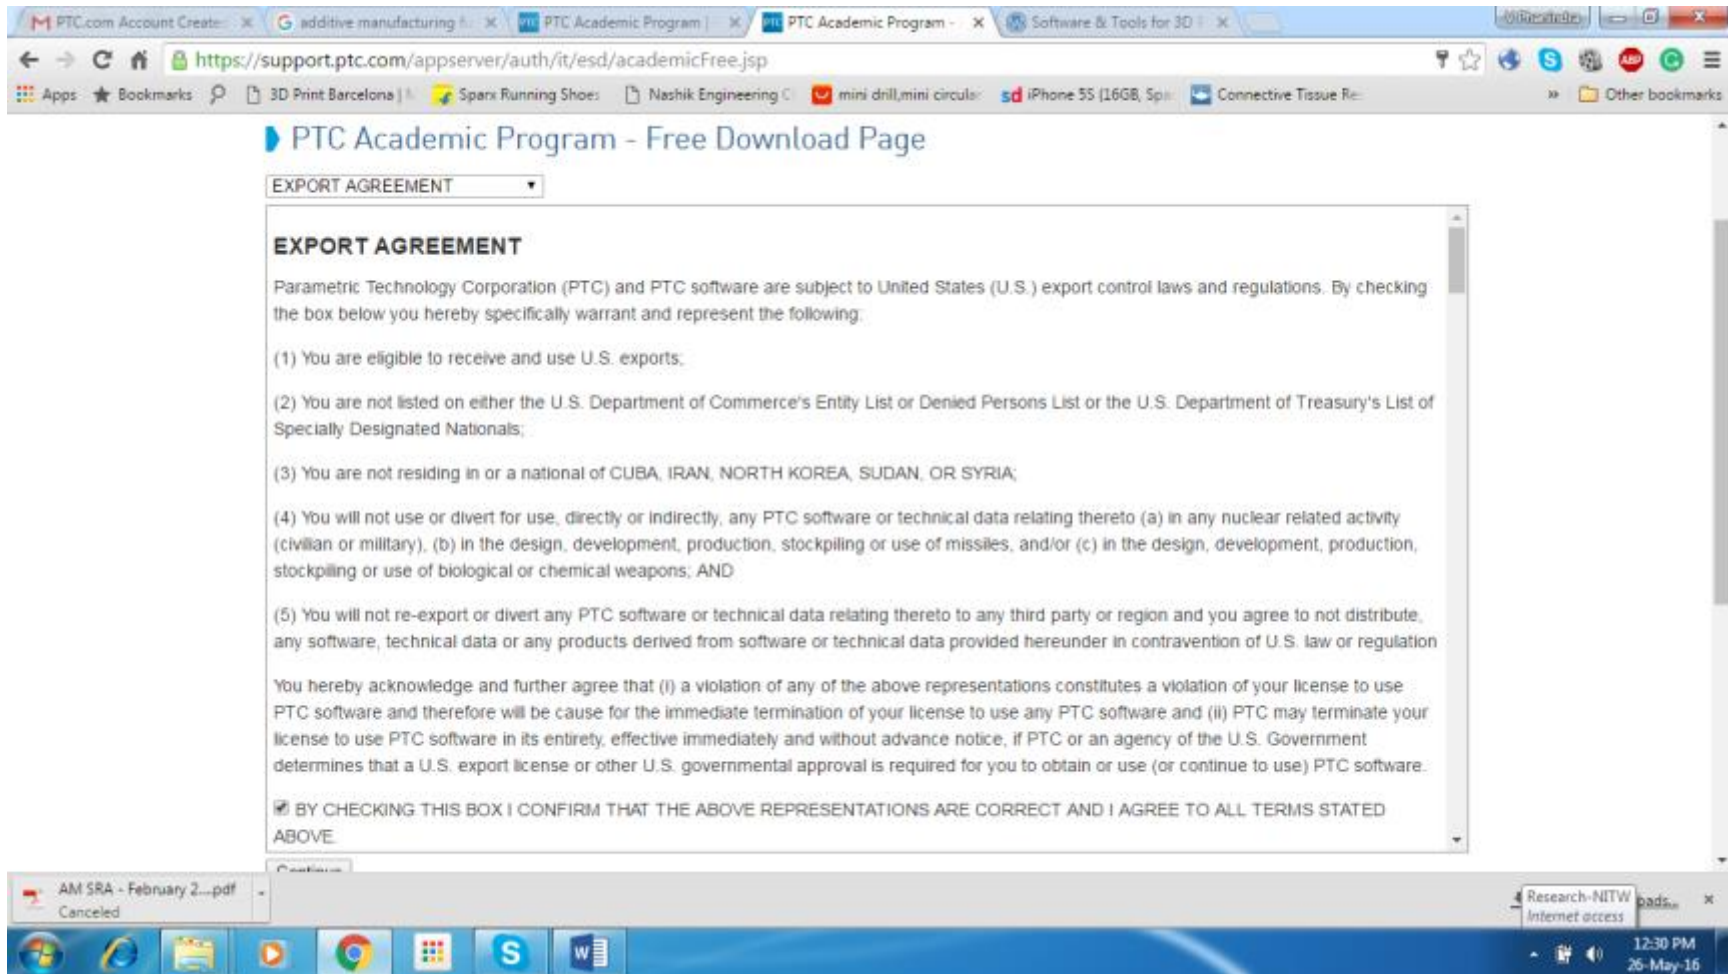 PTC.com Account Create
additive manufacturing
PTC Academic Program |
PTC Academic Program -
Software & Tools for 3D
https://support.ptc.com/appserver/auth/it/esd/academicFree.jsp
Apps
Bookmarks
3D Print Barcelona |
Sparx Running Shoe
Nashik Engineering C
mini drill,mini circula
iPhone 5S (16GB, Spa
Connective Tissue Re
Other bookmarks
PTC Academic Program - Free Download Page
EXPORT AGREEMENT
EXPORT AGREEMENT
Parametric Technology Corporation (PTC) and PTC software are subject to United States (U.S.) export control laws and regulations. By checking
the box below you hereby specifically warrant and represent the following:
(1) You are eligible to receive and use U.S. exports;
(2) You are not listed on either the U.S. Department of Commerce's Entity List or Denied Persons List or the U.S. Department of Treasury's List of
Specially Designated Nationals;
(3) You are not residing in or a national of CUBA, IRAN, NORTH KOREA, SUDAN, OR SYRIA;
(4) You will not use or divert for use, directly or indirectly, any PTC software or technical data relating thereto (a) in any nuclear related activity
(civilian or military), (b) in the design, development, production, stockpiling or use of missiles, and/or (c) in the design, development, production,
stockpiling or use of biological or chemical weapons; AND
(5) You will not re-export or divert any PTC software or technical data relating thereto to any third party or region and you agree to not distribute,
any software, technical data or any products derived from software or technical data provided hereunder in contravention of U.S. law or regulation
You hereby acknowledge and further agree that (i) a violation of any of the above representations constitutes a violation of your license to use
PTC software and therefore will be cause for the immediate termination of your license to use any PTC software and (ii) PTC may terminate your
license to use PTC software in its entirety, effective immediately and without advance notice, if PTC or an agency of the U.S. Government
determines that a U.S. export license or other U.S. governmental approval is required for you to obtain or use (or continue to use) PTC software.
BY CHECKING THIS BOX I CONFIRM THAT THE ABOVE REPRESENTATIONS ARE CORRECT AND I AGREE TO ALL TERMS STATED
ABOVE.
Continue
AM SRA - February 2....pdf
Canceled
Research-NITW
Internet access
12:30 PM
26-May-16